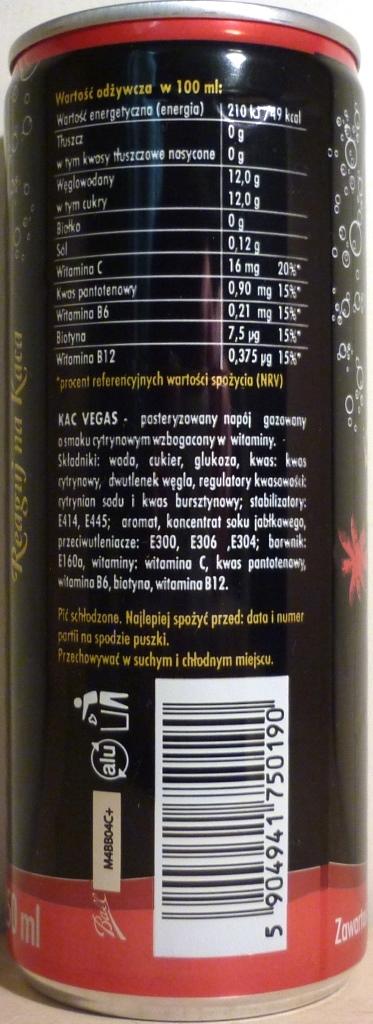 Wartość odżywcza w 100 ml:
Wartość energetyczna (energia) 210 kJ/49 kcal
Tłuszcz 0 g
w tym kwasy tłuszczowe nasycone 0 g
Węglowodany 12,0 g
w tym cukry 12,0 g
Białko 0 g
Sól 0,12 g
Witamina C 16 mg 20%*
Kwas pantotenowy 0,90 mg 15%*
Witamina B6 0,21 mg 15%*
Biotyna 7,5 µg 15%*
Witamina B12 0,375 µg 15%*
*procent referencyjnych wartości spożycia (NRV)
KAC VEGAS - pasteryzowany napój gazowany
o smaku cytrynowym wzbogacony w witaminy. -
Składniki: woda, cukier, glukoza, kwas: kwas
cytrynowy, dwutlenek węgla, regulatory kwasowości:
cytrynian sodu i kwas bursztynowy; stabilizatory:
E414, E445; aromat, koncentrat soku jabłkowego,
przeciwutleniacze: E300, E306 ,E304; barwnik:
E160a, witaminy: witamina C, kwas pantotenowy,
witamina B6, biotyna, witamina B12.
Pić schłodzone. Najlepiej spożyć przed: data i numer
partii na spodzie puszki.
Przechowywać w suchym i chłodnym miejscu.
Reaguj na Kaca
alu
M48B04C+
Ball
5 904941 750190
0 ml